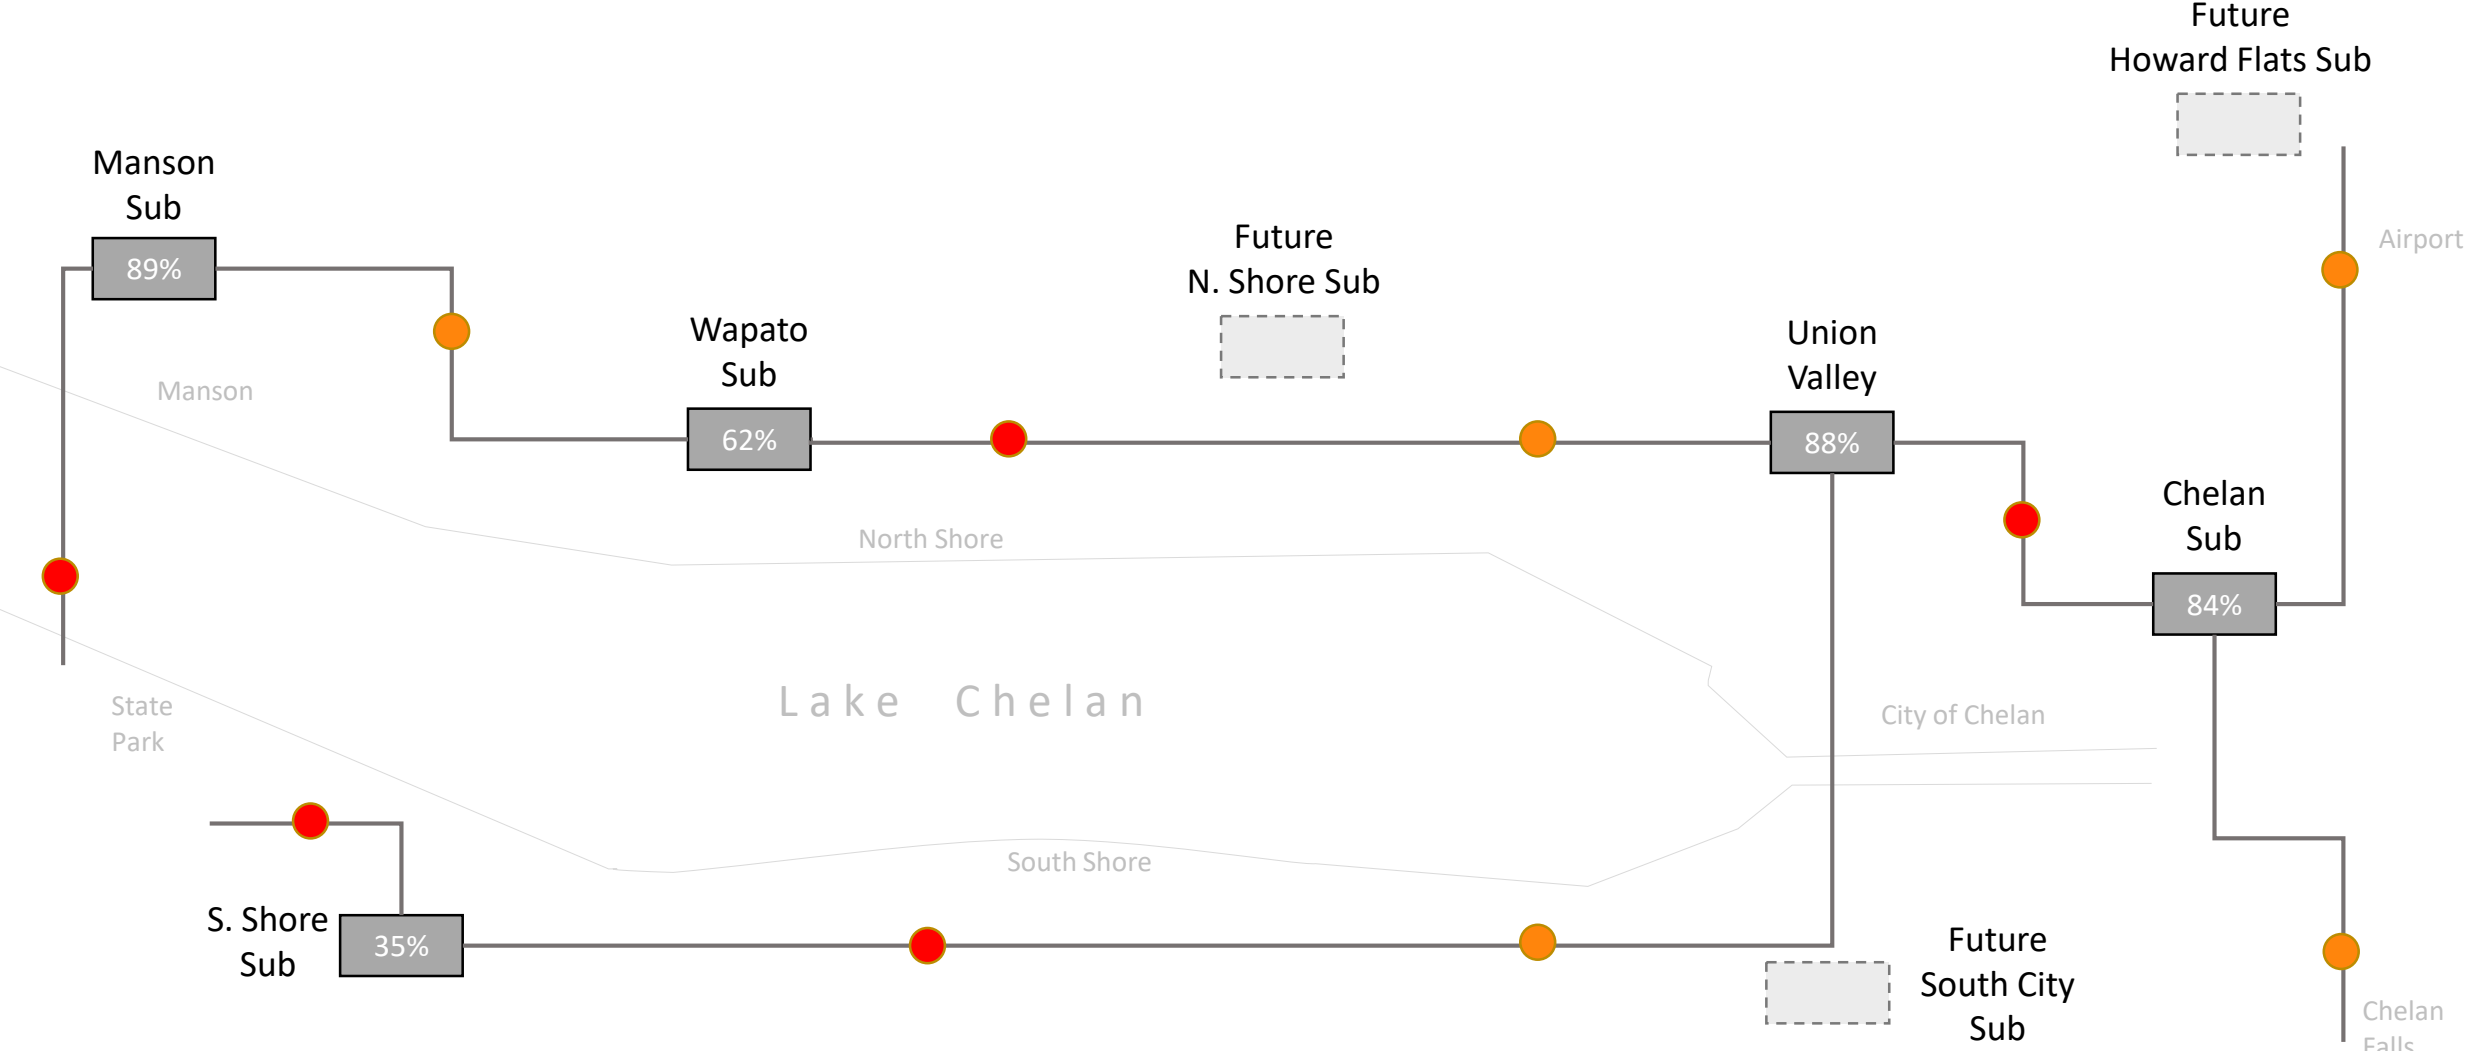 Future
Howard Flats Sub
Manson
Sub
89%
Airport
Future
N. Shore Sub
Wapato
Sub
62%
Union
Valley
88%
Manson
Chelan
Sub
84%
North Shore
Lake Chelan
State
Park
City of Chelan
South Shore
S. Shore
Sub
35%
Future
South City
Sub
Chelan
Falls